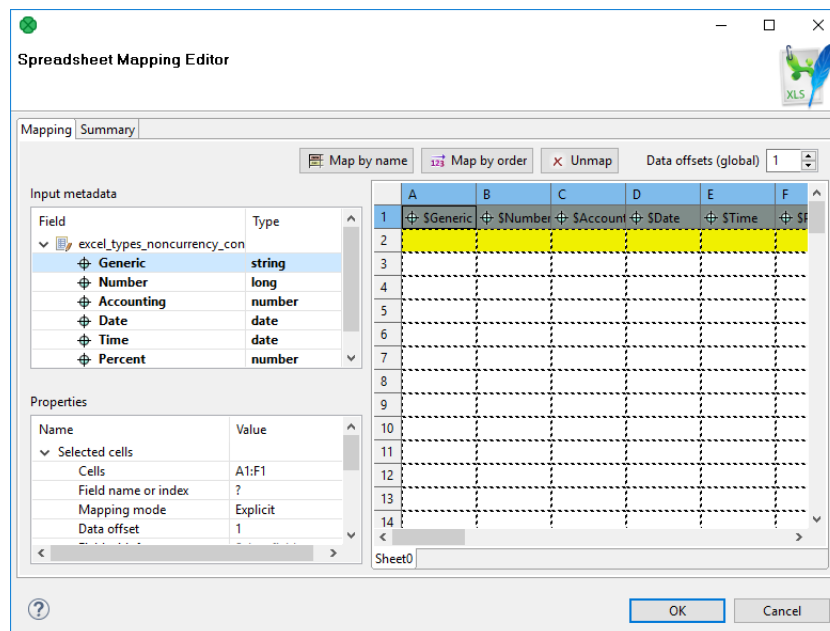 Spreadsheet Mapping Editor
XLS
Mapping Summary
Map by name 123 Map by order Unmap Data offsets (global) 1
Input metadata
Field Type
excel_types_noncurrency_con
Generic string
Number long
Accounting number
Date date
Time date
Percent number
Properties
Name Value
Selected cells
Cells A1:F1
Field name or index ?
Mapping mode Explicit
Data offset 1
A B C D E F
1 $Generic $Number $Account $Date $Time
2
3
4
5
6
7
8
9
10
11
12
13
14
Sheet0
? OK Cancel